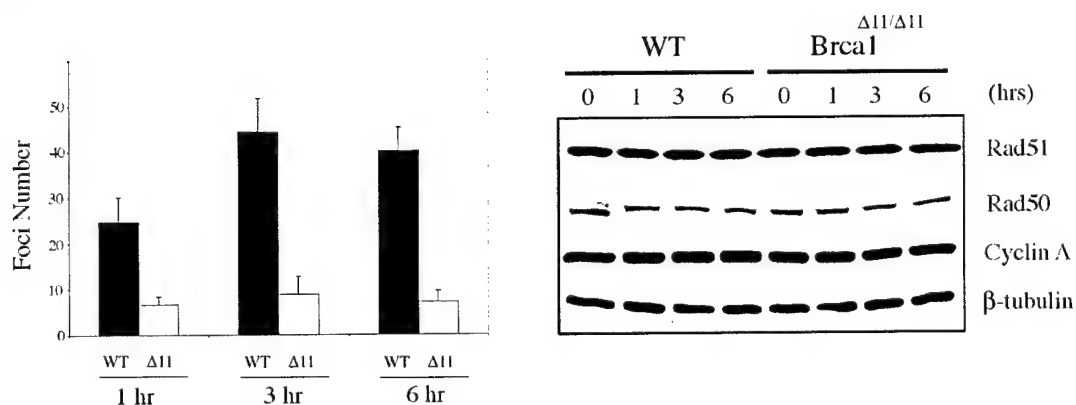 Foci Number
50
40
30
20
10
0
WT Δ11 WT Δ11 WT Δ11
1 hr 3 hr 6 hr
WT Brca1 Δ11/Δ11
0 1 3 6 0 1 3 6 (hrs)
Rad51
Rad50
Cyclin A
β-tubulin